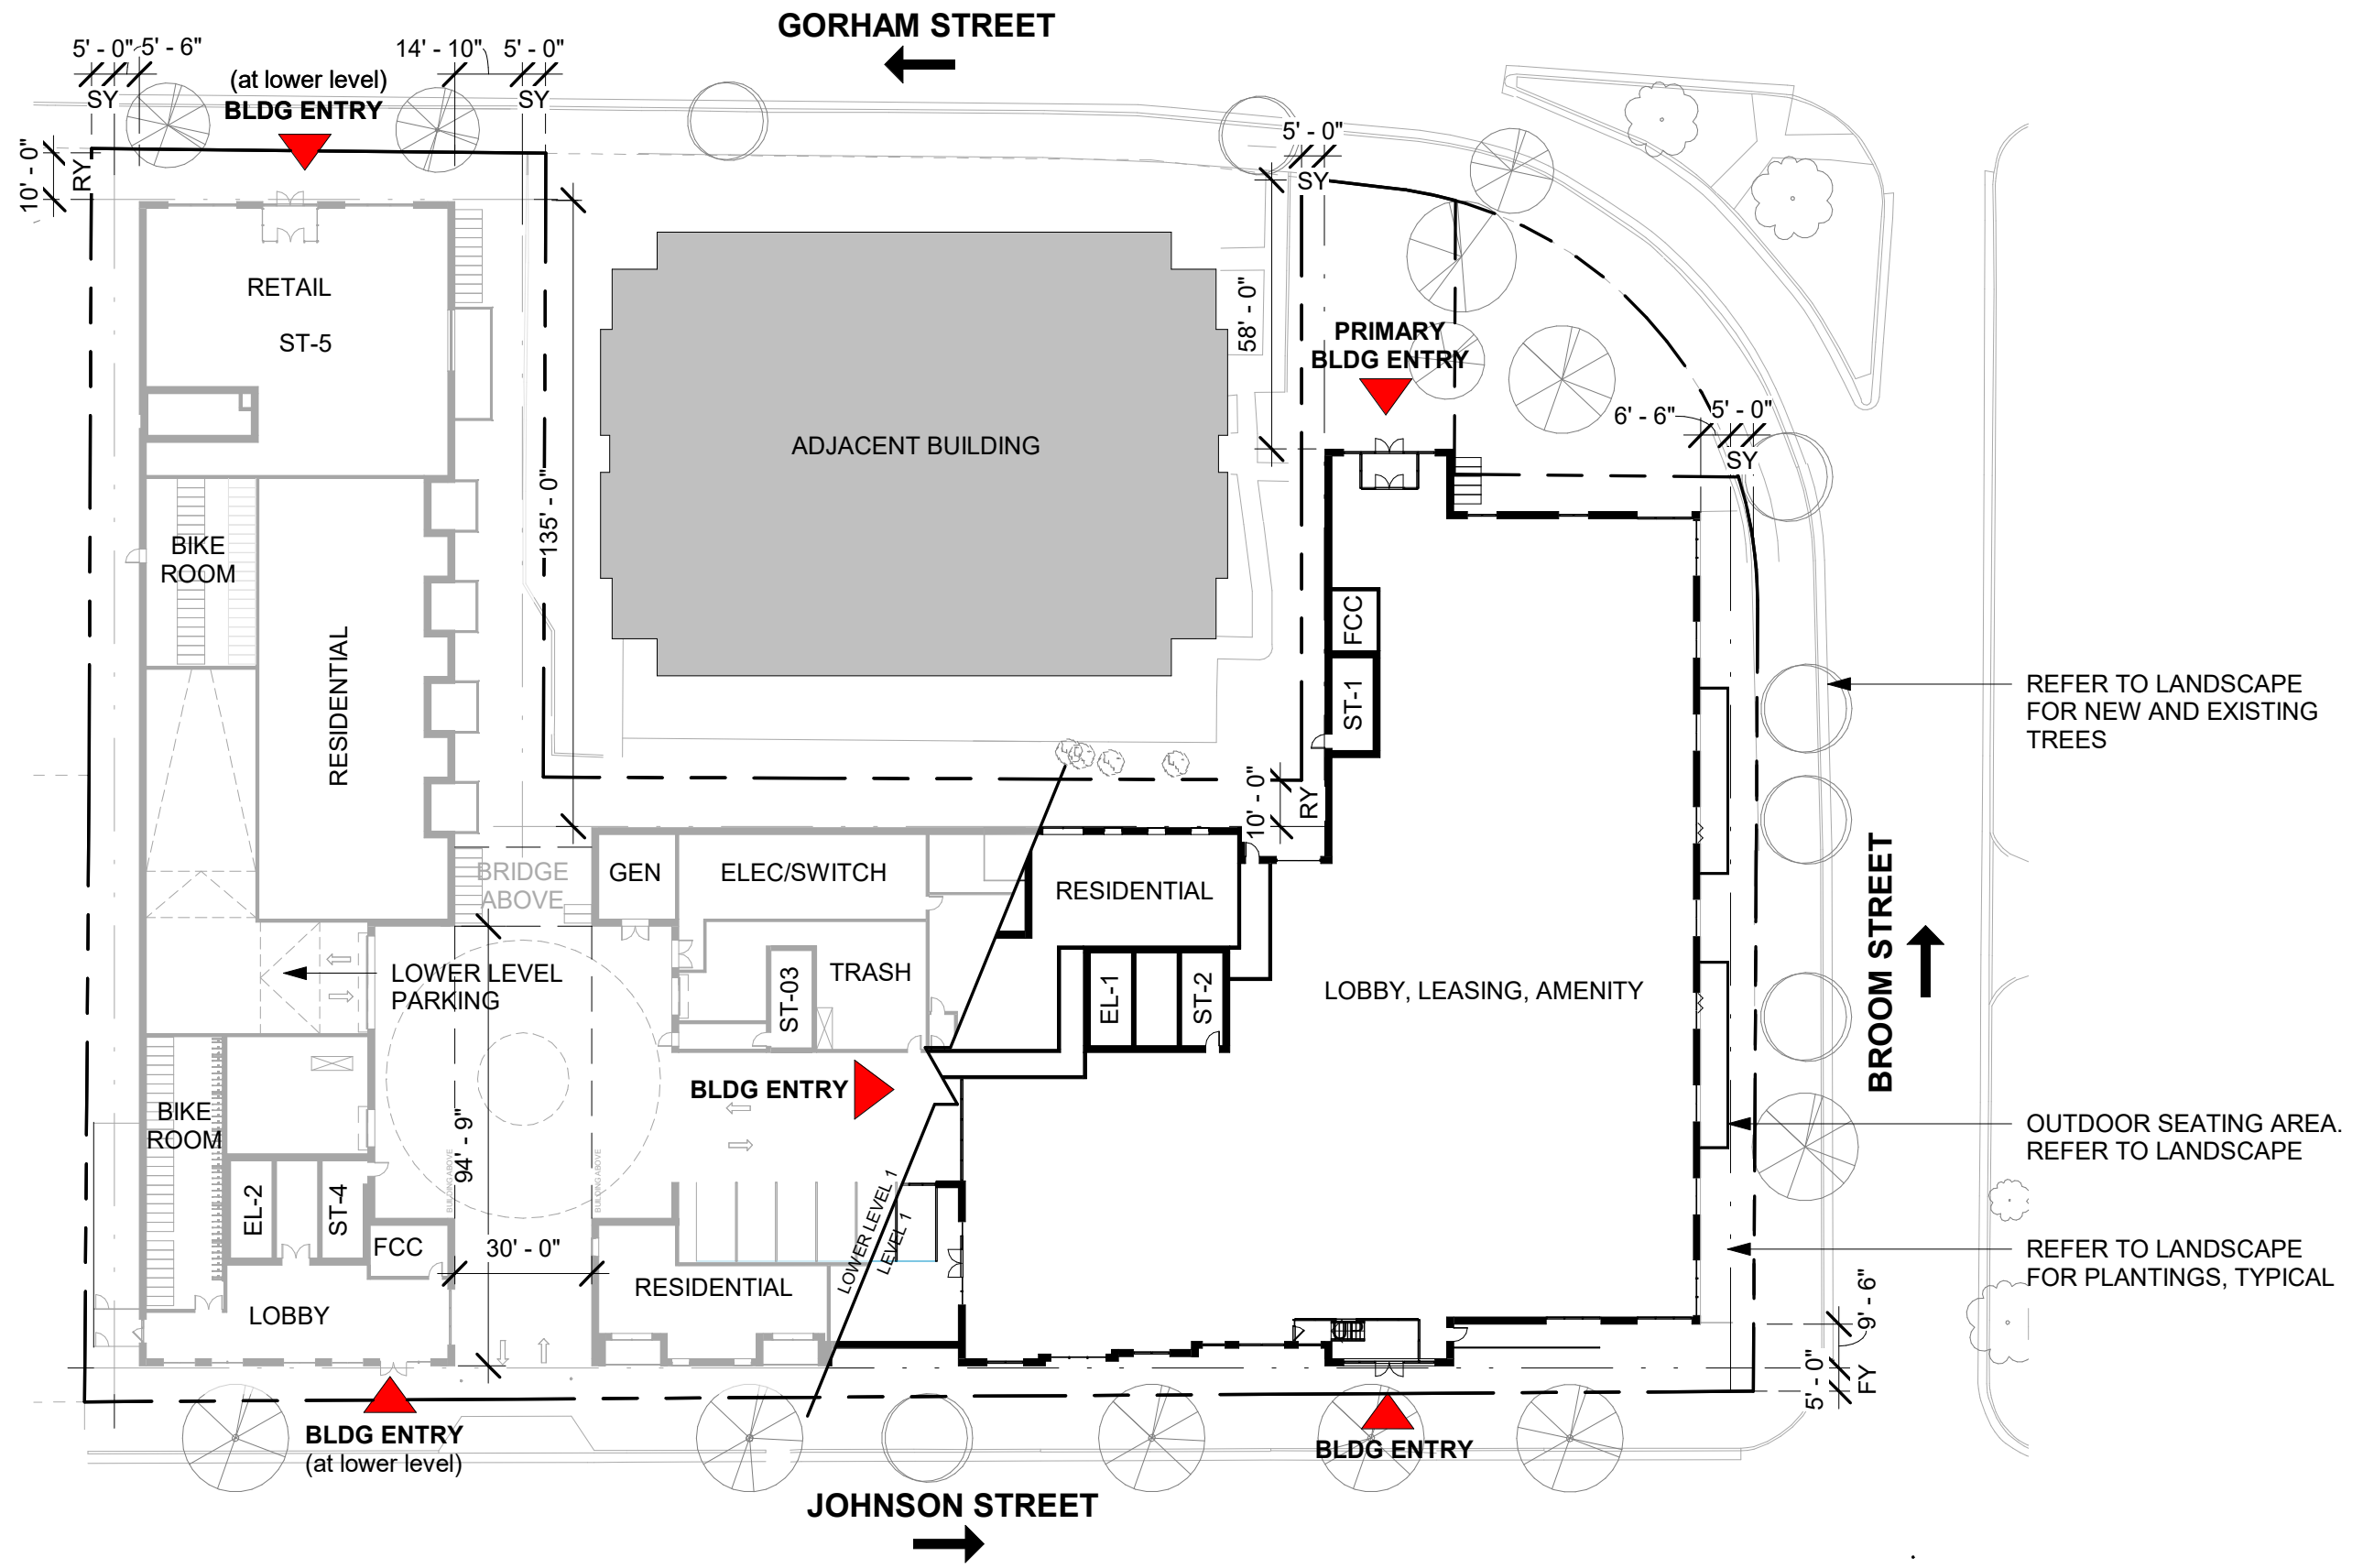 GORHAM STREET
5' - 0"
5' - 6"
14' - 10"
5' - 0"
(at lower level)
BLDG ENTRY
SY
SY
10' - 0"
RY
5' - 0"
SY
RETAIL
ST-5
58' - 0"
PRIMARY
BLDG ENTRY
6' - 6"
5' - 0"
SY
ADJACENT BUILDING
135' - 0"
BIKE
ROOM
RESIDENTIAL
FCC
ST-1
REFER TO LANDSCAPE
FOR NEW AND EXISTING
TREES
10' - 0"
RY
BRIDGE
ABOVE
GEN
ELEC/SWITCH
RESIDENTIAL
BROOM STREET
LOWER LEVEL
PARKING
ST-03
TRASH
EL-1
ST-2
LOBBY, LEASING, AMENITY
BLDG ENTRY
BIKE
ROOM
94' - 9"
BUILDING ABOVE
BUILDING ABOVE
OUTDOOR SEATING AREA.
REFER TO LANDSCAPE
EL-2
ST-4
FCC
30' - 0"
LOWER LEVEL 1
LEVEL 1
REFER TO LANDSCAPE
FOR PLANTINGS, TYPICAL
RESIDENTIAL
LOBBY
UP
9' - 6"
5' - 0"
FY
BLDG ENTRY
(at lower level)
BLDG ENTRY
JOHNSON STREET